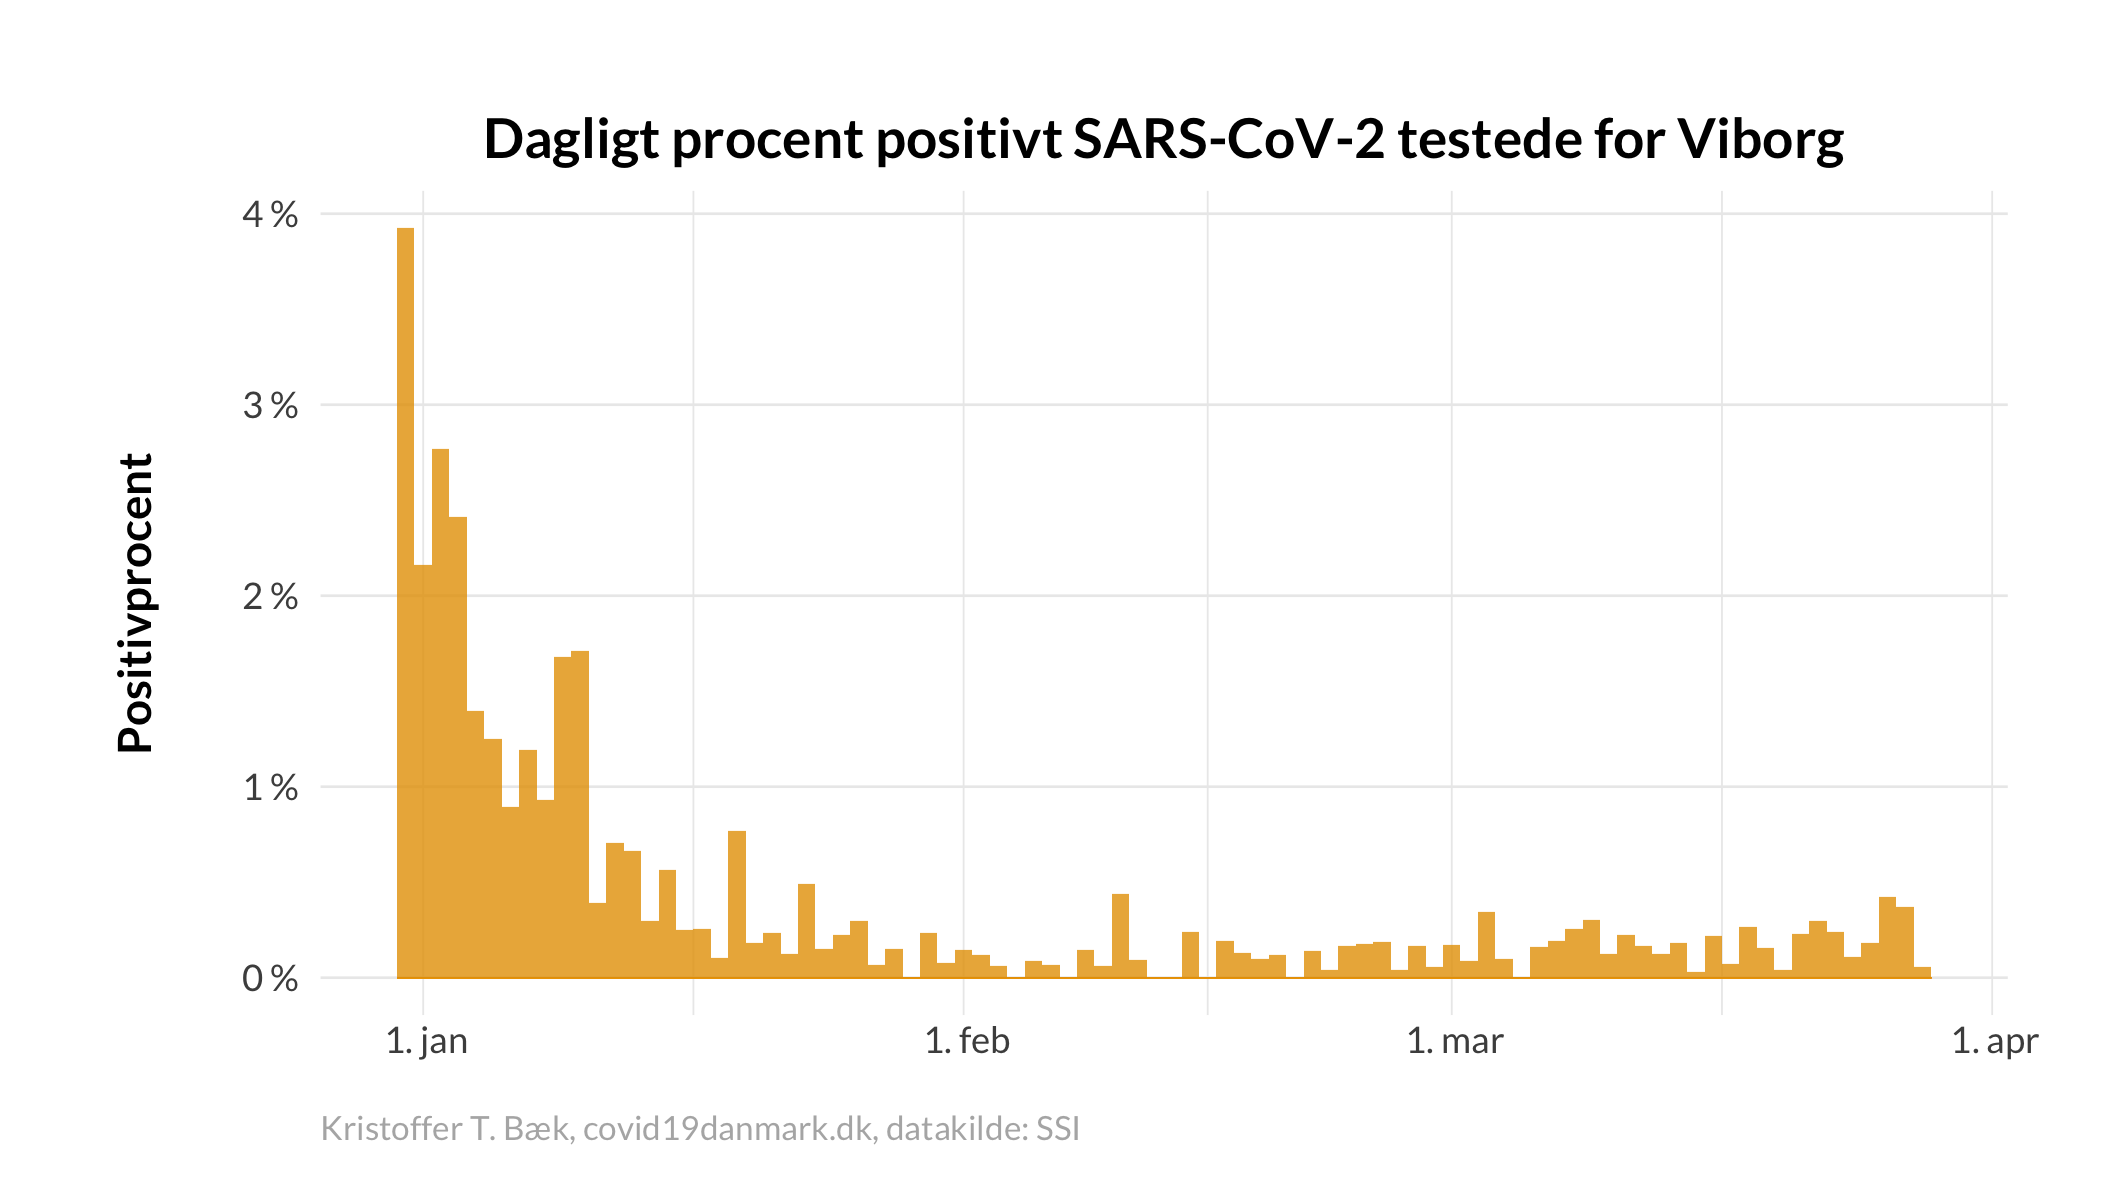 Dagligt procent positivt SARS-CoV-2 testede for Viborg
Positivprocent
4 %
3 %
2 %
1 %
0 %
1. jan
1. feb
1. mar
1. apr
Kristoffer T. Bæk, covid19danmark.dk, datakilde: SSI